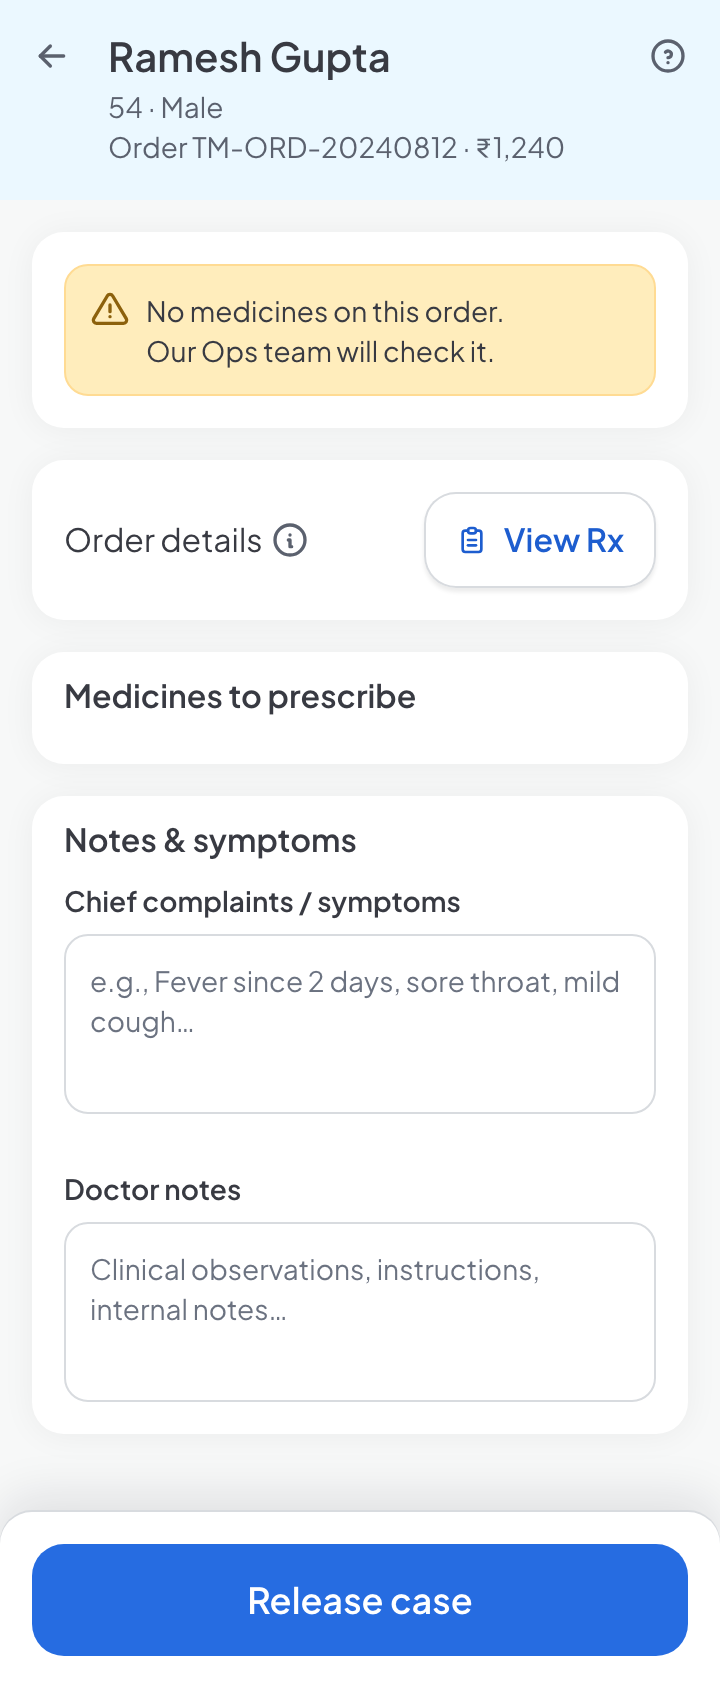 Ramesh Gupta
54 · Male
Order TM-ORD-20240812 · ₹1,240
No medicines on this order.
Our Ops team will check it.
Order details
View Rx
Medicines to prescribe
Notes & symptoms
Chief complaints / symptoms
e.g., Fever since 2 days, sore throat, mild
cough…
Doctor notes
Clinical observations, instructions,
internal notes…
Release case